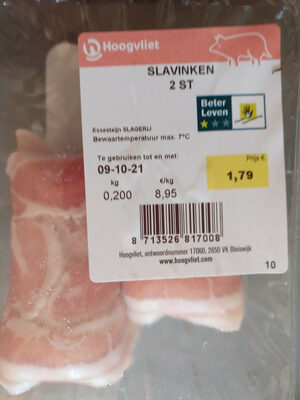 Hoogvliet
SLAVINKEN
2 ST
Beter
Leven
Essestein SLAGERIJ
Bewaartemperatuur max. 7°C
Te gebruiken tot en met:
09-10-21
Prijs €
1,79
kg €/kg
0,200 8,95
8 713526 817008
Hoogvliet, antwoordnummer 17060, 2650 VK Bleiswijk
www.hoogvliet.com
10